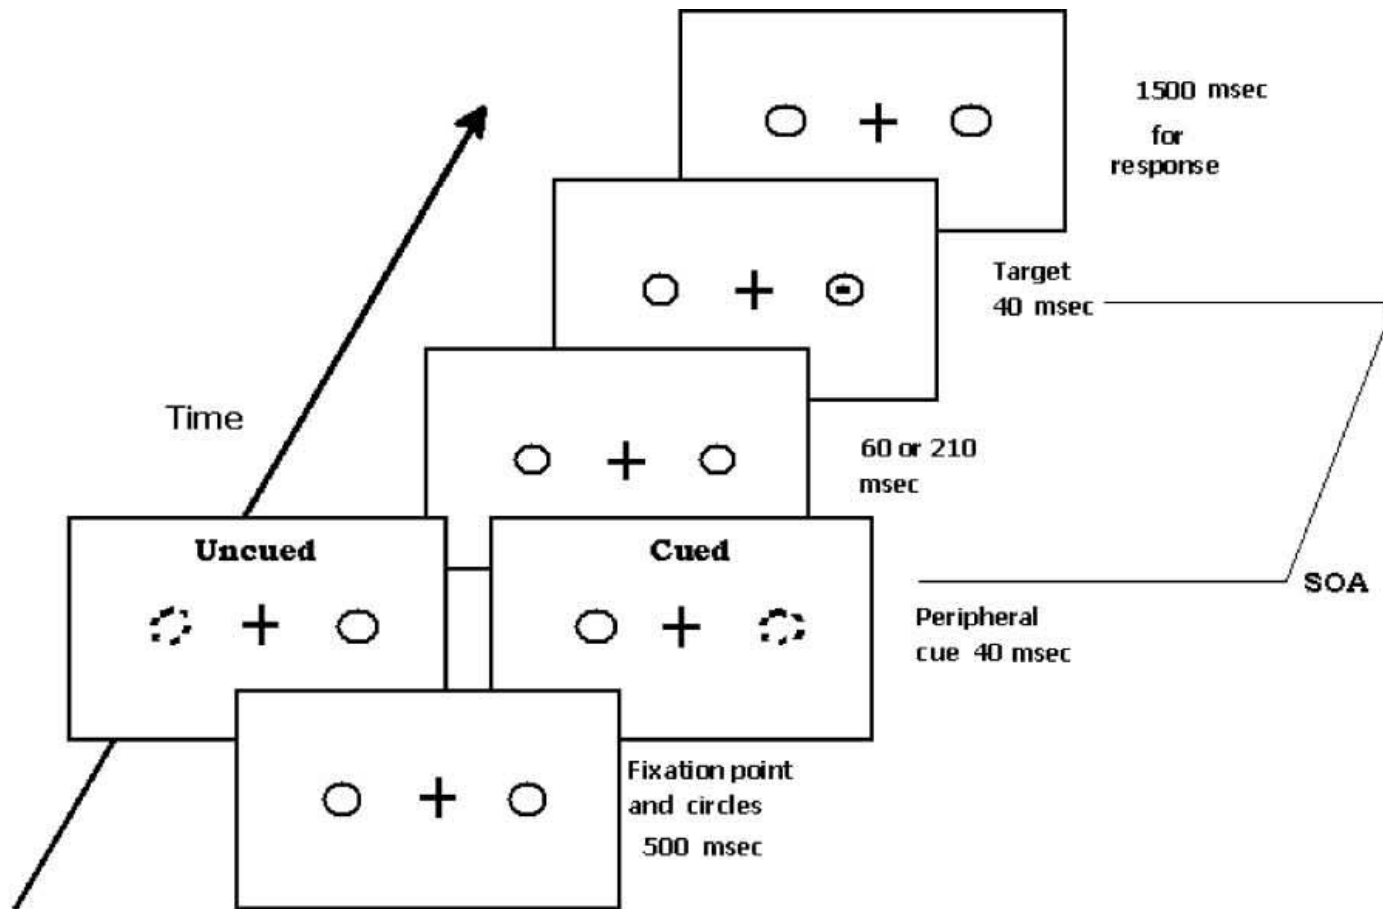 1500 msec
for
response
Target
40 msec
Time
60 or 210
msec
Uncued
Cued
SOA
Peripheral
cue 40 msec
Fixation point
and circles
500 msec